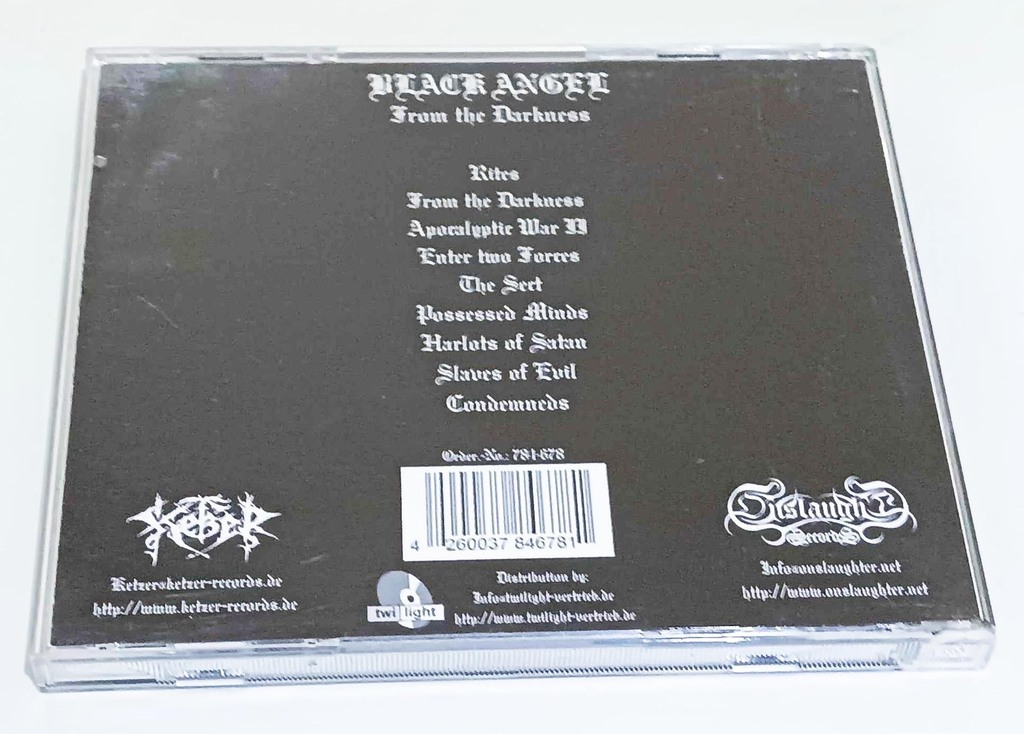 BLACK ANGEL
From the Darkness
Rites
From the Darkness
Apocalyptic War II
Enter two Forces
The Sect
Possessed Minds
Harlots of Satan
Slaves of Evil
Condemneds
Order.-No.: 784-678
4 260037 846781
Ketzer
Ketzer@ketzer-records.de
http://www.ketzer-records.de
twilight
Distribution by:
Info@twilight-vertrieb.de
http://www.twilight-vertrieb.de
Onslaught
Records
Info@onslaughter.net
http://www.onslaughter.net